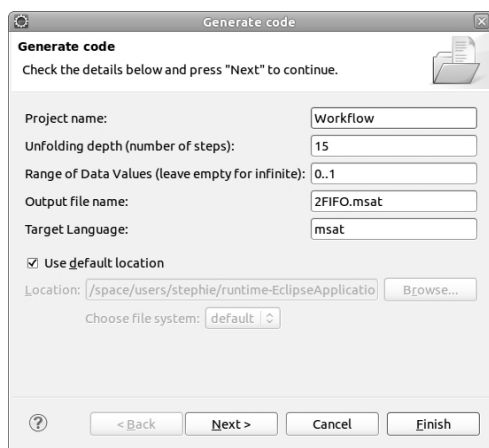 Generate code
Generate code
Check the details below and press "Next" to continue.
Project name: Workflow
Unfolding depth (number of steps): 15
Range of Data Values (leave empty for infinite): 0..1
Output file name: 2FIFO.msat
Target Language: msat
Use default location
Location: /space/users/stephie/runtime-EclipseApplicatio Browse...
Choose file system: default
? < Back Next > Cancel Finish